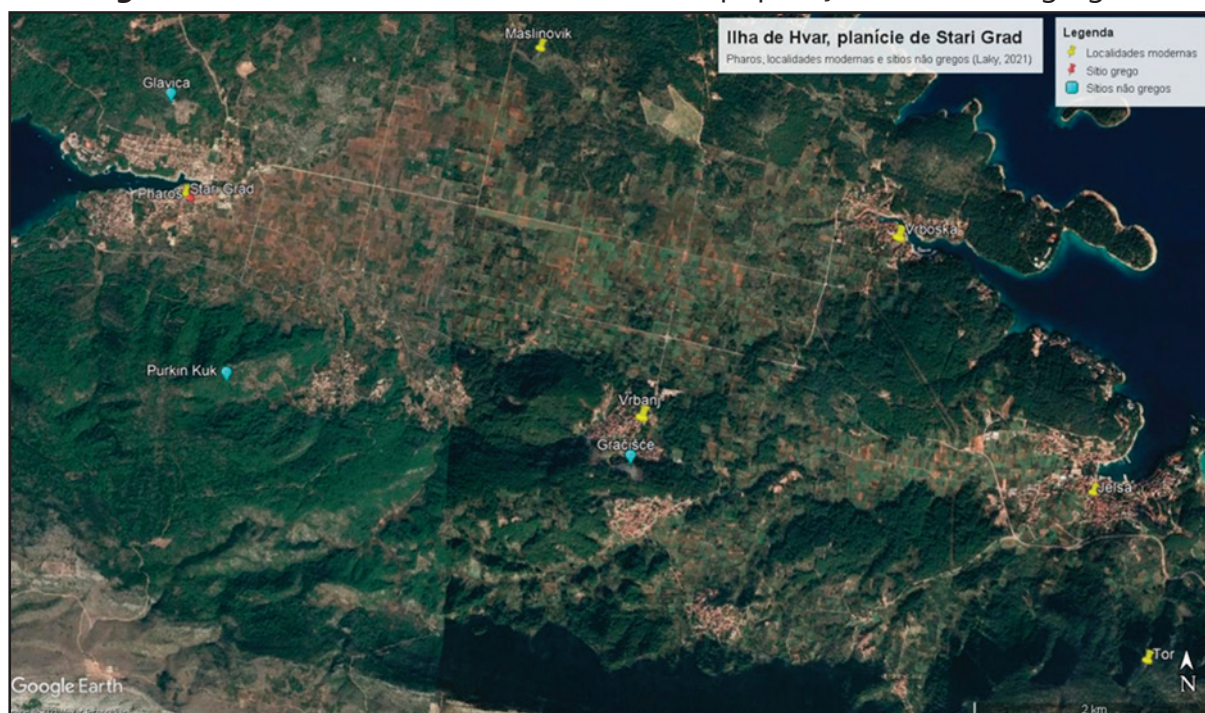 Maslinovik
Ilha de Hvar, planície de Stari Grad
Pharos, localidades modernas e sítios não gregos (Laky, 2021)
Legenda
Localidades modernas
Sítio grego
Sítios não gregos
Glavica
Pharos
Stari Grad
Vrboska
Purkin Kuk
Vrbanj
Gračišće
Jelsa
Tor
N
Google Earth
2 km